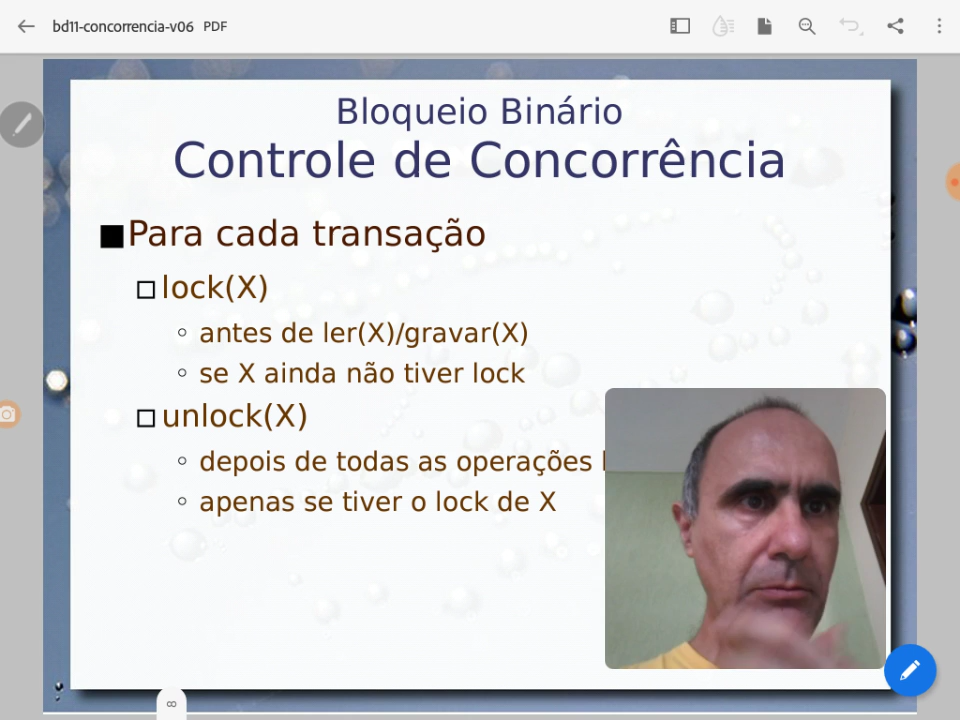 bd11-concorrencia-v06 PDF
Bloqueio Binário
Controle de Concorrência
Para cada transação
lock(X)
antes de ler(X)/gravar(X)
se X ainda não tiver lock
unlock(X)
depois de todas as operações
apenas se tiver o lock de X
8